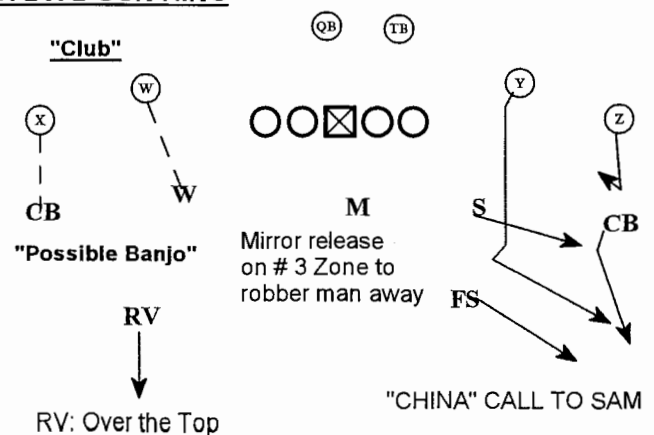 QB
TB
"Club"
X
W
Y
Z
CB
W
M
S
CB
"Possible Banjo"
Mirror release
on # 3 Zone to
robber man away
RV
FS
"CHINA" CALL TO SAM
RV: Over the Top